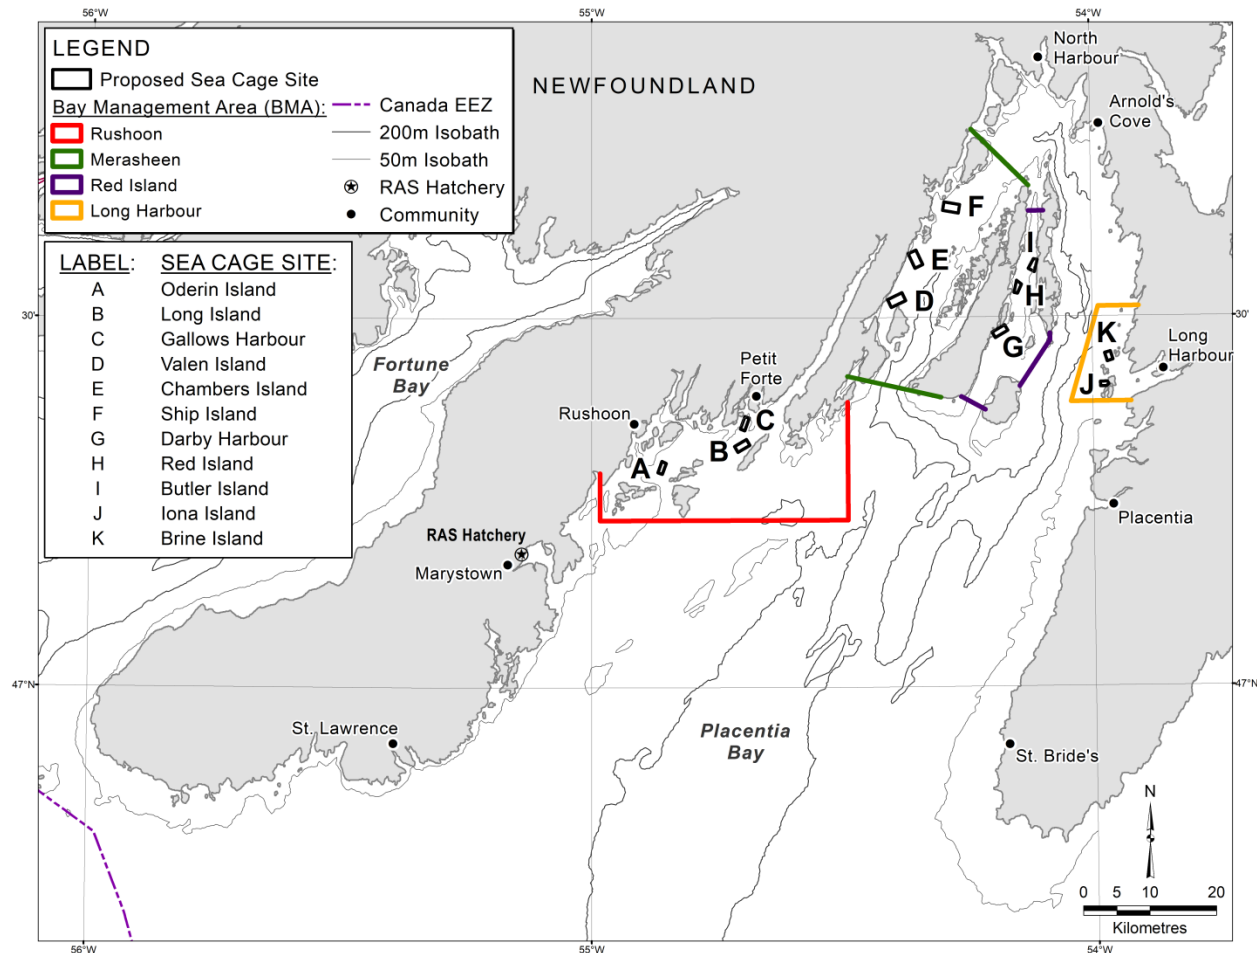 56°W
55°W
54°W
LEGEND
Proposed Sea Cage Site
Bay Management Area (BMA):
Rushoon
Merasheen
Red Island
Long Harbour
Canada EEZ
200m Isobath
50m Isobath
RAS Hatchery
Community
LABEL: SEA CAGE SITE:
A Oderin Island
B Long Island
C Gallows Harbour
D Valen Island
E Chambers Island
F Ship Island
G Darby Harbour
H Red Island
I Butler Island
J Iona Island
K Brine Island
NEWFOUNDLAND
North
Harbour
Arnold's
Cove
F
I
E
H
D
30'
30'
G
K
Long
Harbour
J
Fortune
Bay
Petit
Forte
Rushoon
C
B
A
Placentia
RAS Hatchery
Marystown
47°N
47°N
St. Lawrence
Placentia
Bay
St. Bride's
N
0 5 10 20
Kilometres
56°W
55°W
54°W